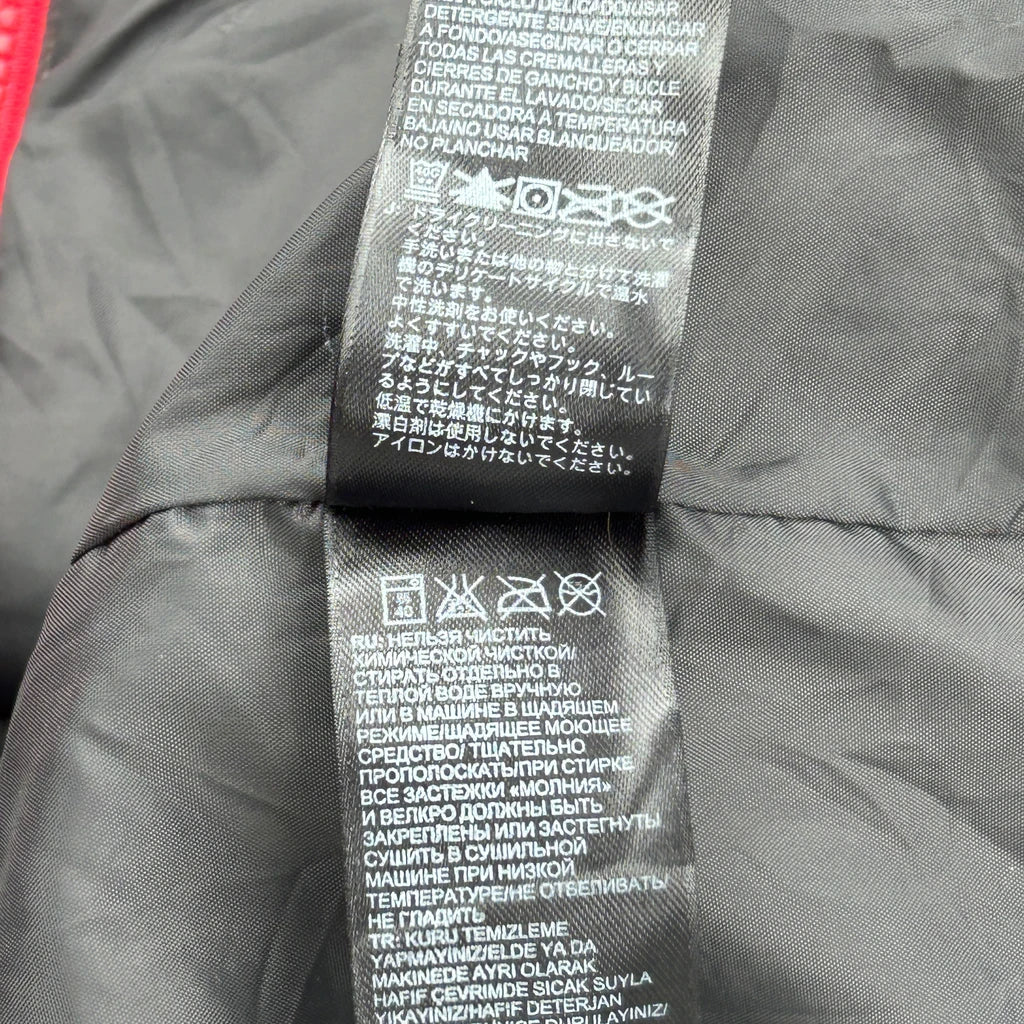 CICLO DELICADO/USAR
DETERGENTE SUAVE/ENJUAGAR
A FONDO/ASEGURAR O CERRAR
TODAS LAS CREMALLERAS Y
CIERRES DE GANCHO Y BUCLE
DURANTE EL LAVADO/SECAR
EN SECADORA A TEMPERATURA
BAJA/NO USAR BLANQUEADOR/
NO PLANCHAR
ドライクリーニングに出さないで
ください。
手洗いまたは他の物と分けて洗濯
機のデリケートサイクルで温水
で洗います。
中性洗剤をお使いください。
よくすすいでください。
洗濯中、チャックやフック、ルー
プなどがすべてしっかり閉じてい
るようにしてください。
低温で乾燥機にかけます。
漂白剤は使用しないでください。
アイロンはかけないでください。
40
RU: НЕЛЬЗЯ ЧИСТИТЬ
ХИМИЧЕСКОЙ ЧИСТКОЙ/
СТИРАТЬ ОТДЕЛЬНО В
ТЕПЛОЙ ВОДЕ ВРУЧНУЮ
ИЛИ В МАШИНЕ В ЩАДЯЩЕМ
РЕЖИМЕ/ЩАДЯЩЕЕ МОЮЩЕЕ
СРЕДСТВО/ ТЩАТЕЛЬНО
ПРОПОЛОСКАТЬ/ПРИ СТИРКЕ
ВСЕ ЗАСТЕЖКИ «МОЛНИЯ»
И ВЕЛКРО ДОЛЖНЫ БЫТЬ
ЗАКРЕПЛЕНЫ ИЛИ ЗАСТЕГНУТЫ
СУШИТЬ В СУШИЛЬНОЙ
МАШИНЕ ПРИ НИЗКОЙ
ТЕМПЕРАТУРЕ/НЕ ОТБЕЛИВАТЬ/
НЕ ГЛАДИТЬ
TR: KURU TEMIZLEME
YAPMAYINIZ/ELDE YA DA
MAKINEDE AYRI OLARAK
HAFIF ÇEVRIMDE SICAK SUYLA
YIKAYINIZ/HAFIF DETERJAN
DURULAYINIZ/